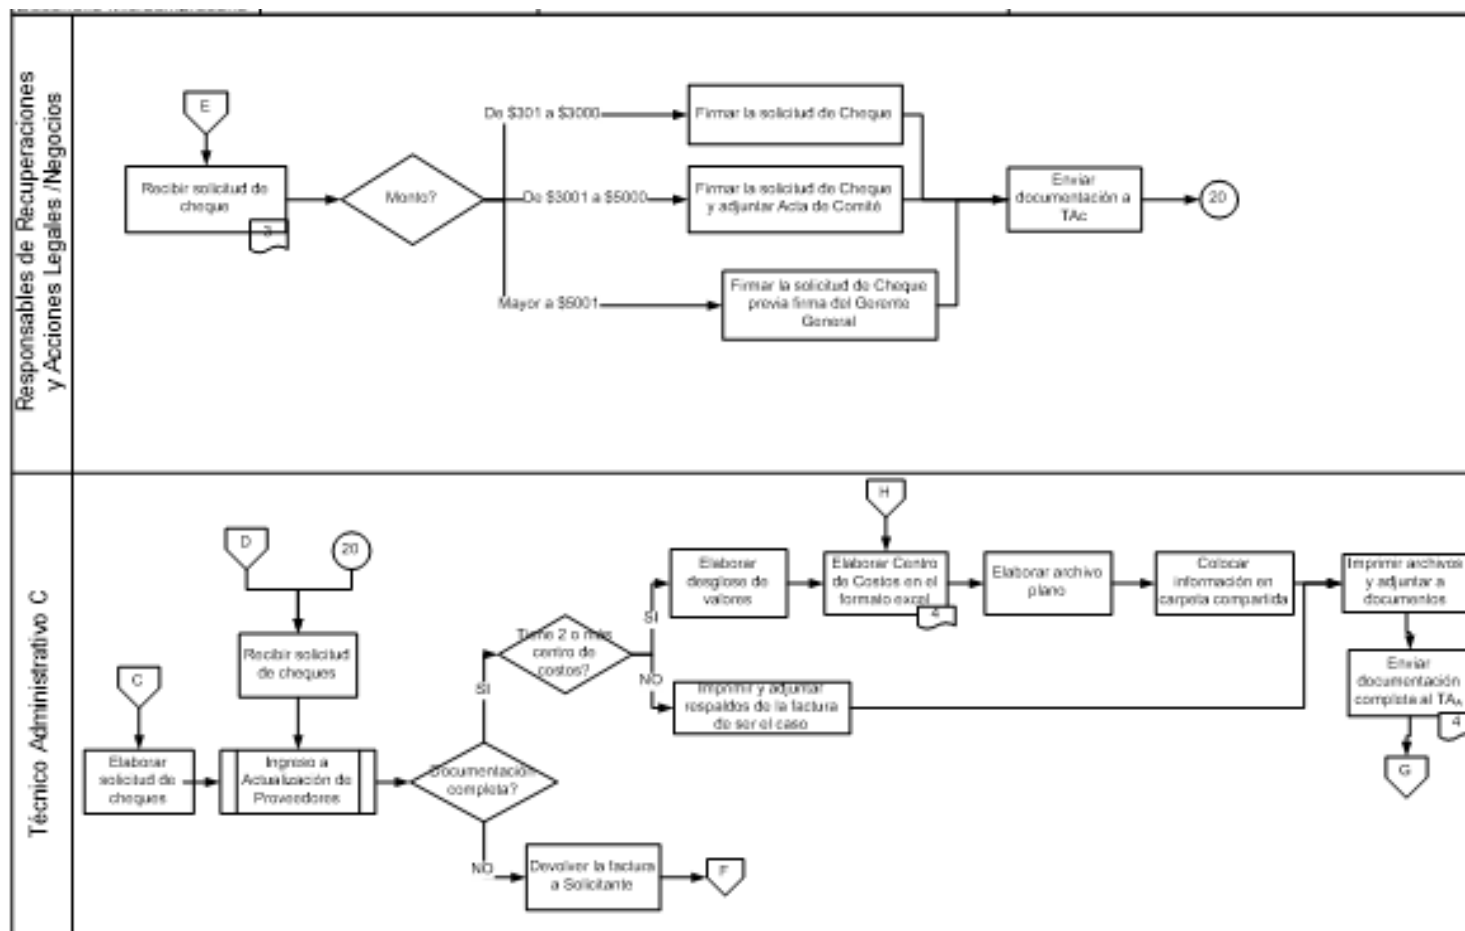 Responsables de Recuperaciones
y Acciones Legales /Negocios
E
Recibir solicitud de
cheque
3
Monto?
De $301 a $3000
De $3001 a $5000
Mayor a $5001
Firmar la solicitud de Cheque
Firmar la solicitud de Cheque
y adjuntar Acta de Comité
Firmar la solicitud de Cheque
previa firma del Gerente
General
Enviar
documentación a
TAc
20
Técnico Administrativo C
D
20
Recibir solicitud
de cheques
C
Elaborar
solicitud de
cheques
Ingreso a
Actualización de
Proveedores
Documentación
completa?
SI
NO
Devolver la factura
a Solicitante
F
Tiene 2 o más
centro de
costos?
SI
NO
Elaborar
desglose de
valores
Imprimir y adjuntar
respaldos de la factura
de ser el caso
H
Elaborar Centro
de Costos en el
formato excel
4
Elaborar archivo
plano
Colocar
información en
carpeta compartida
Imprimir archivos
y adjuntar a
documentos
Enviar
documentación
completa al TAA
4
G